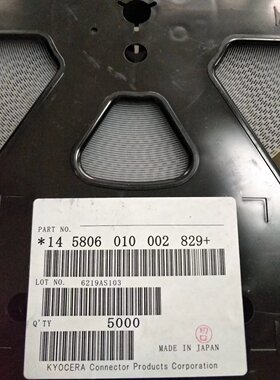 PART NO.
*14 5806 010 002 829+
LOT NO. 6219AS103
Q'TY 5000
MADE IN JAPAN
KYOCERA Connector Products Corporation